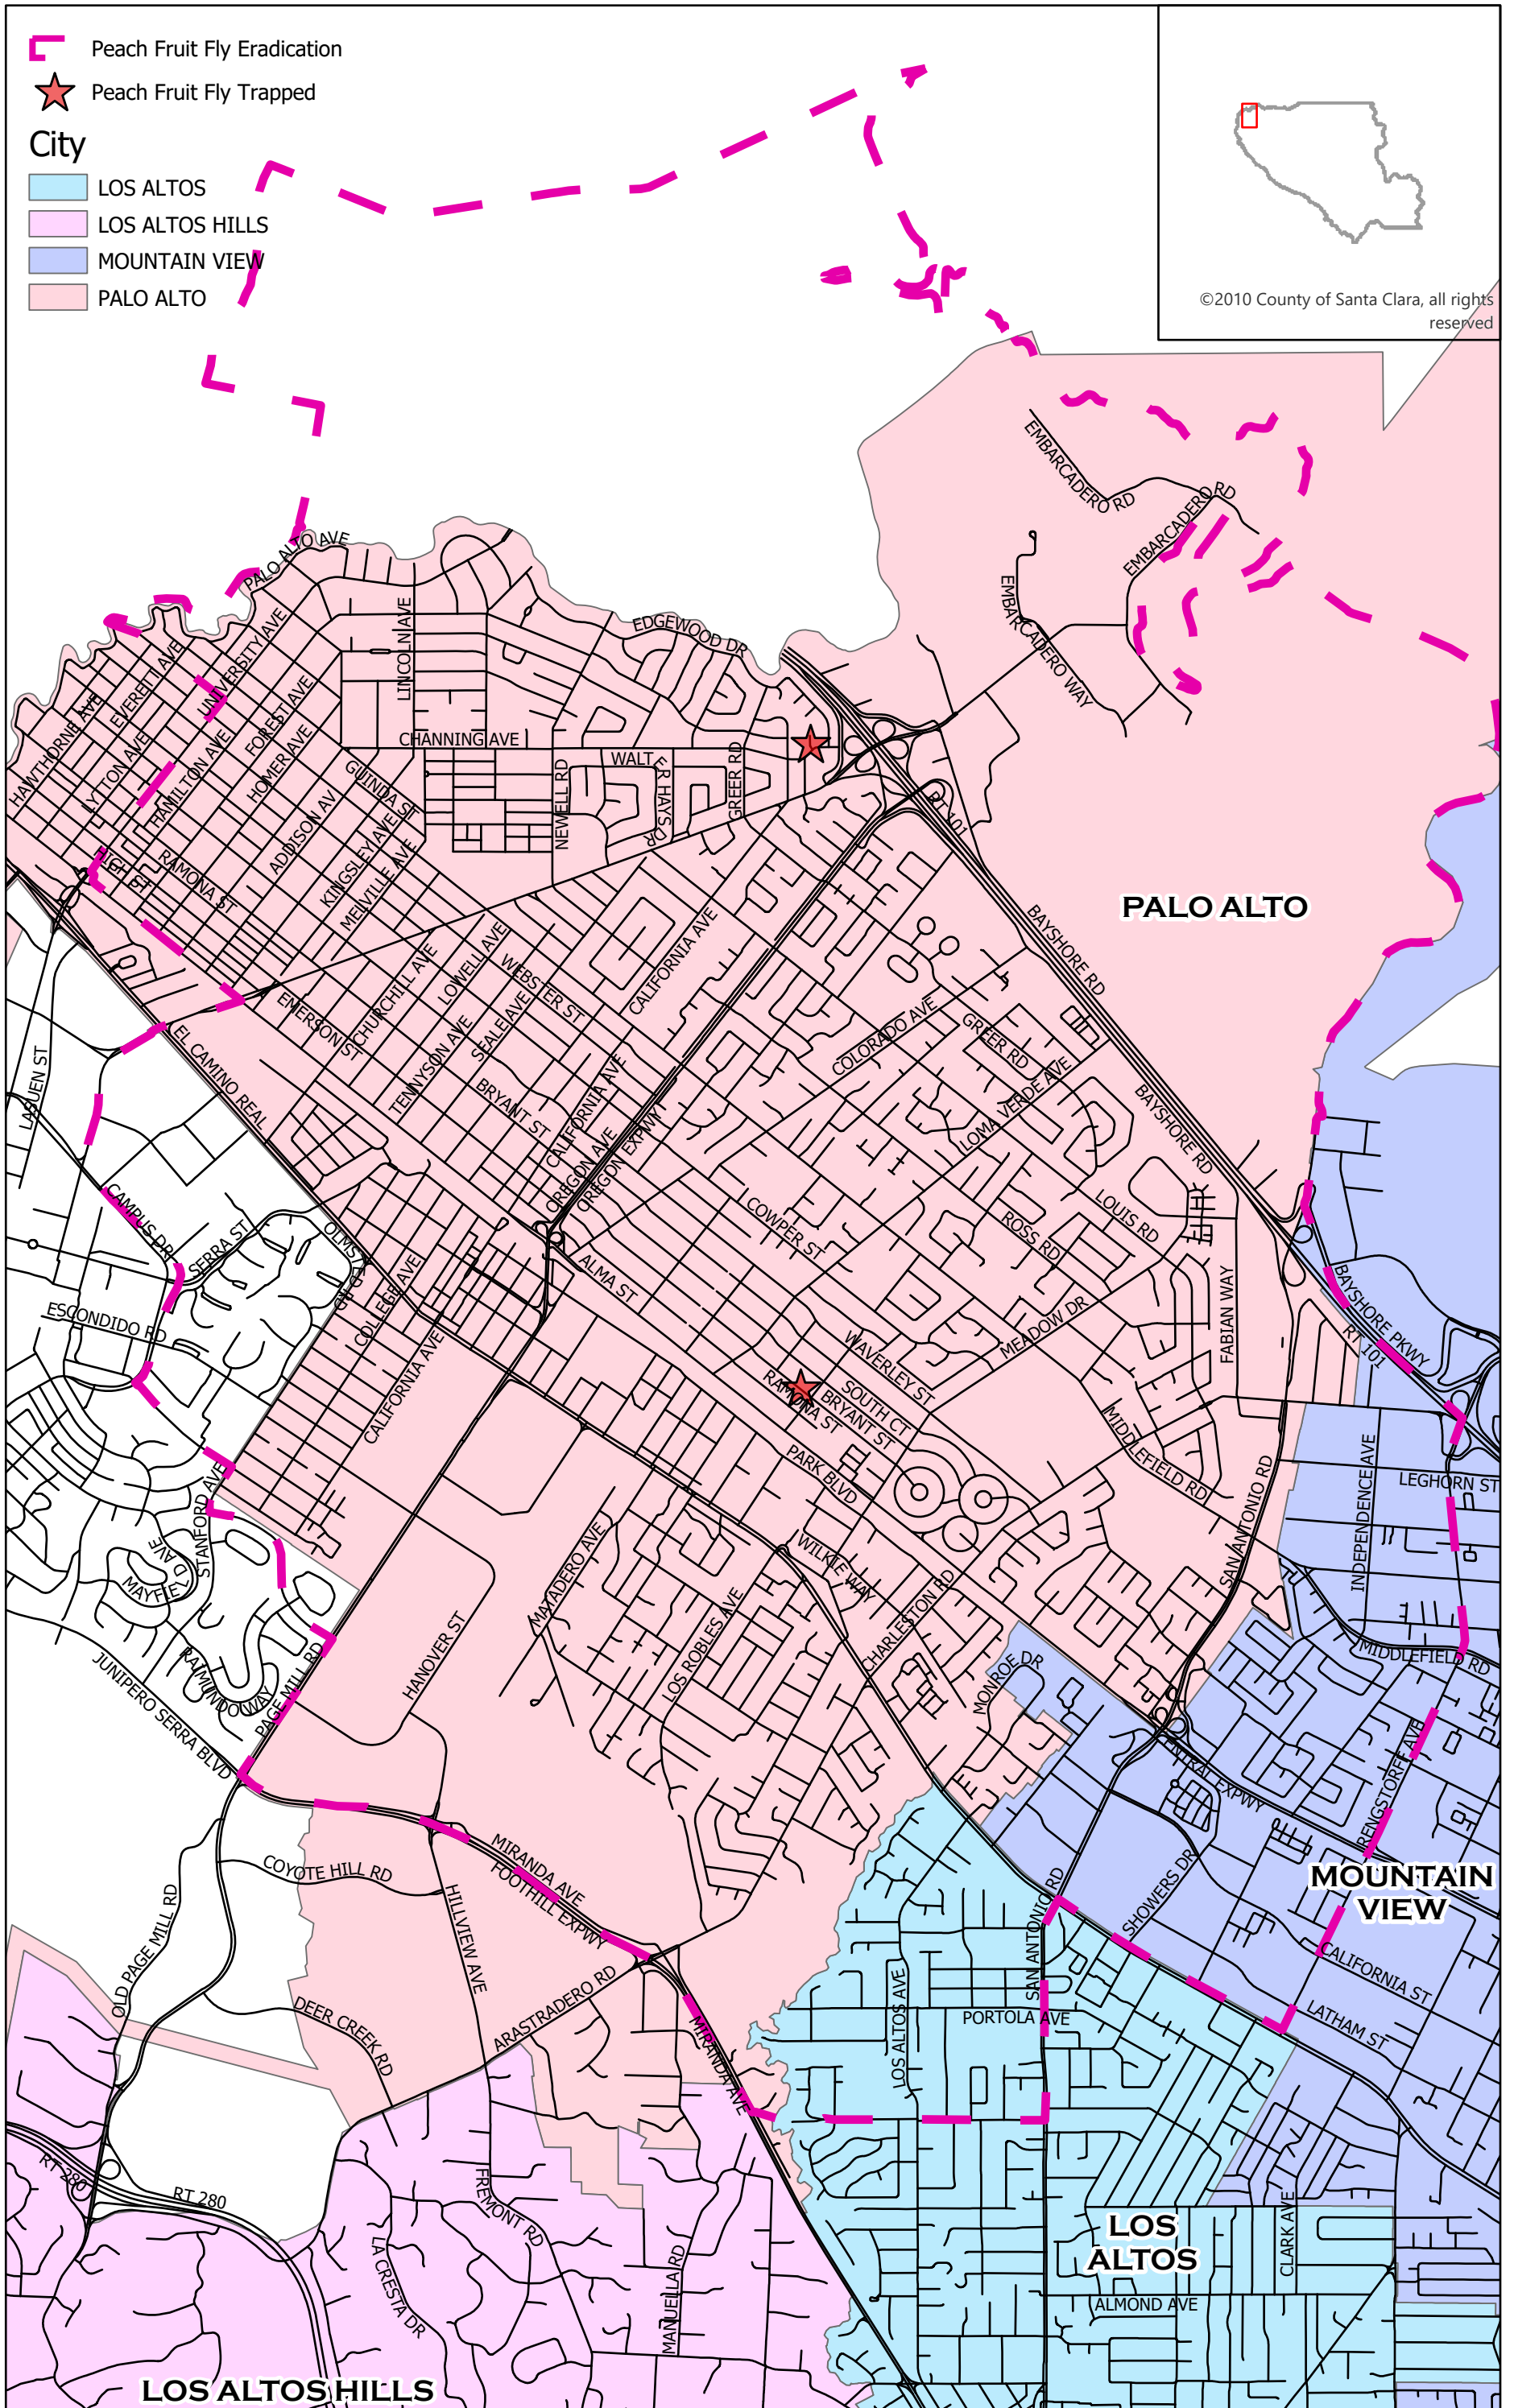 Peach Fruit Fly Eradication
Peach Fruit Fly Trapped
City
LOS ALTOS
LOS ALTOS HILLS
MOUNTAIN VIEW
PALO ALTO
©2010 County of Santa Clara, all rights
reserved
EMBARCADERO RD
EMBARCADERO RD
EMBARCADERO WAY
PALO ALTO AVE
LINCOLN AVE
EDGEWOOD DR
UNIVERSITY AVE
EVERETT AVE
HAWTHORNE AVE
LYTTON AVE
HAMILTON AVE
FOREST AVE
HOMER AVE
CHANNING AVE
GUINDA ST
ADDISON AV
KINGSLEY AVE
MELVILLE AVE
NEWELL RD
WALTER HAYS DR
GREER RD
RT 101
HIGH ST
RAMONA ST
PALO ALTO
BAYSHORE RD
CALIFORNIA AVE
WEBSTER ST
LOWELL AVE
CHURCHILL AVE
SEALE AVE
TENNYSON AVE
EMERSON ST
BRYANT ST
CALIFORNIA AVE
OREGON AVE
OREGON EXPWY
COLORADO AVE
GREER RD
LOMA VERDE AVE
BAYSHORE RD
EL CAMINO REAL
LASUEN ST
CAMPUS DR
SERRA ST
OLMSTED RD
ESCONDIDO RD
COLLEGE AVE
CALIFORNIA AVE
ALMA ST
COWPER ST
ROSS RD
LOUIS RD
MEADOW DR
FABIAN WAY
BAYSHORE PKWY
RT 101
WAVERLEY ST
SOUTH CT
BRYANT ST
RAMONA ST
PARK BLVD
MIDDLEFIELD RD
SAN ANTONIO RD
INDEPENDENCE AVE
LEGHORN ST
MIDDLEFIELD RD
STANFORD AVE
MAYFIELD AVE
RAIMUNDO WAY
PAGE MILL RD
JUNIPERO SERRA BLVD
HANOVER ST
MATADERO AVE
LOS ROBLES AVE
WILKIE WAY
CHARLESTON RD
MONROE DR
CENTRAL EXPWY
RENGSTORFF AVE
MOUNTAIN
VIEW
SHOWERS DR
SAN ANTONIO RD
CALIFORNIA ST
LATHAM ST
COYOTE HILL RD
MIRANDA AVE
FOOTHILL EXPWY
HILLVIEW AVE
OLD PAGE MILL RD
DEER CREEK RD
ARASTRADERO RD
MIRANDA AVE
LOS ALTOS AVE
PORTOLA AVE
RT 280
RT 280
FREMONT RD
LA CRESTA DR
MANUELLA RD
LOS
ALTOS
CLARK AVE
ALMOND AVE
LOS ALTOS HILLS